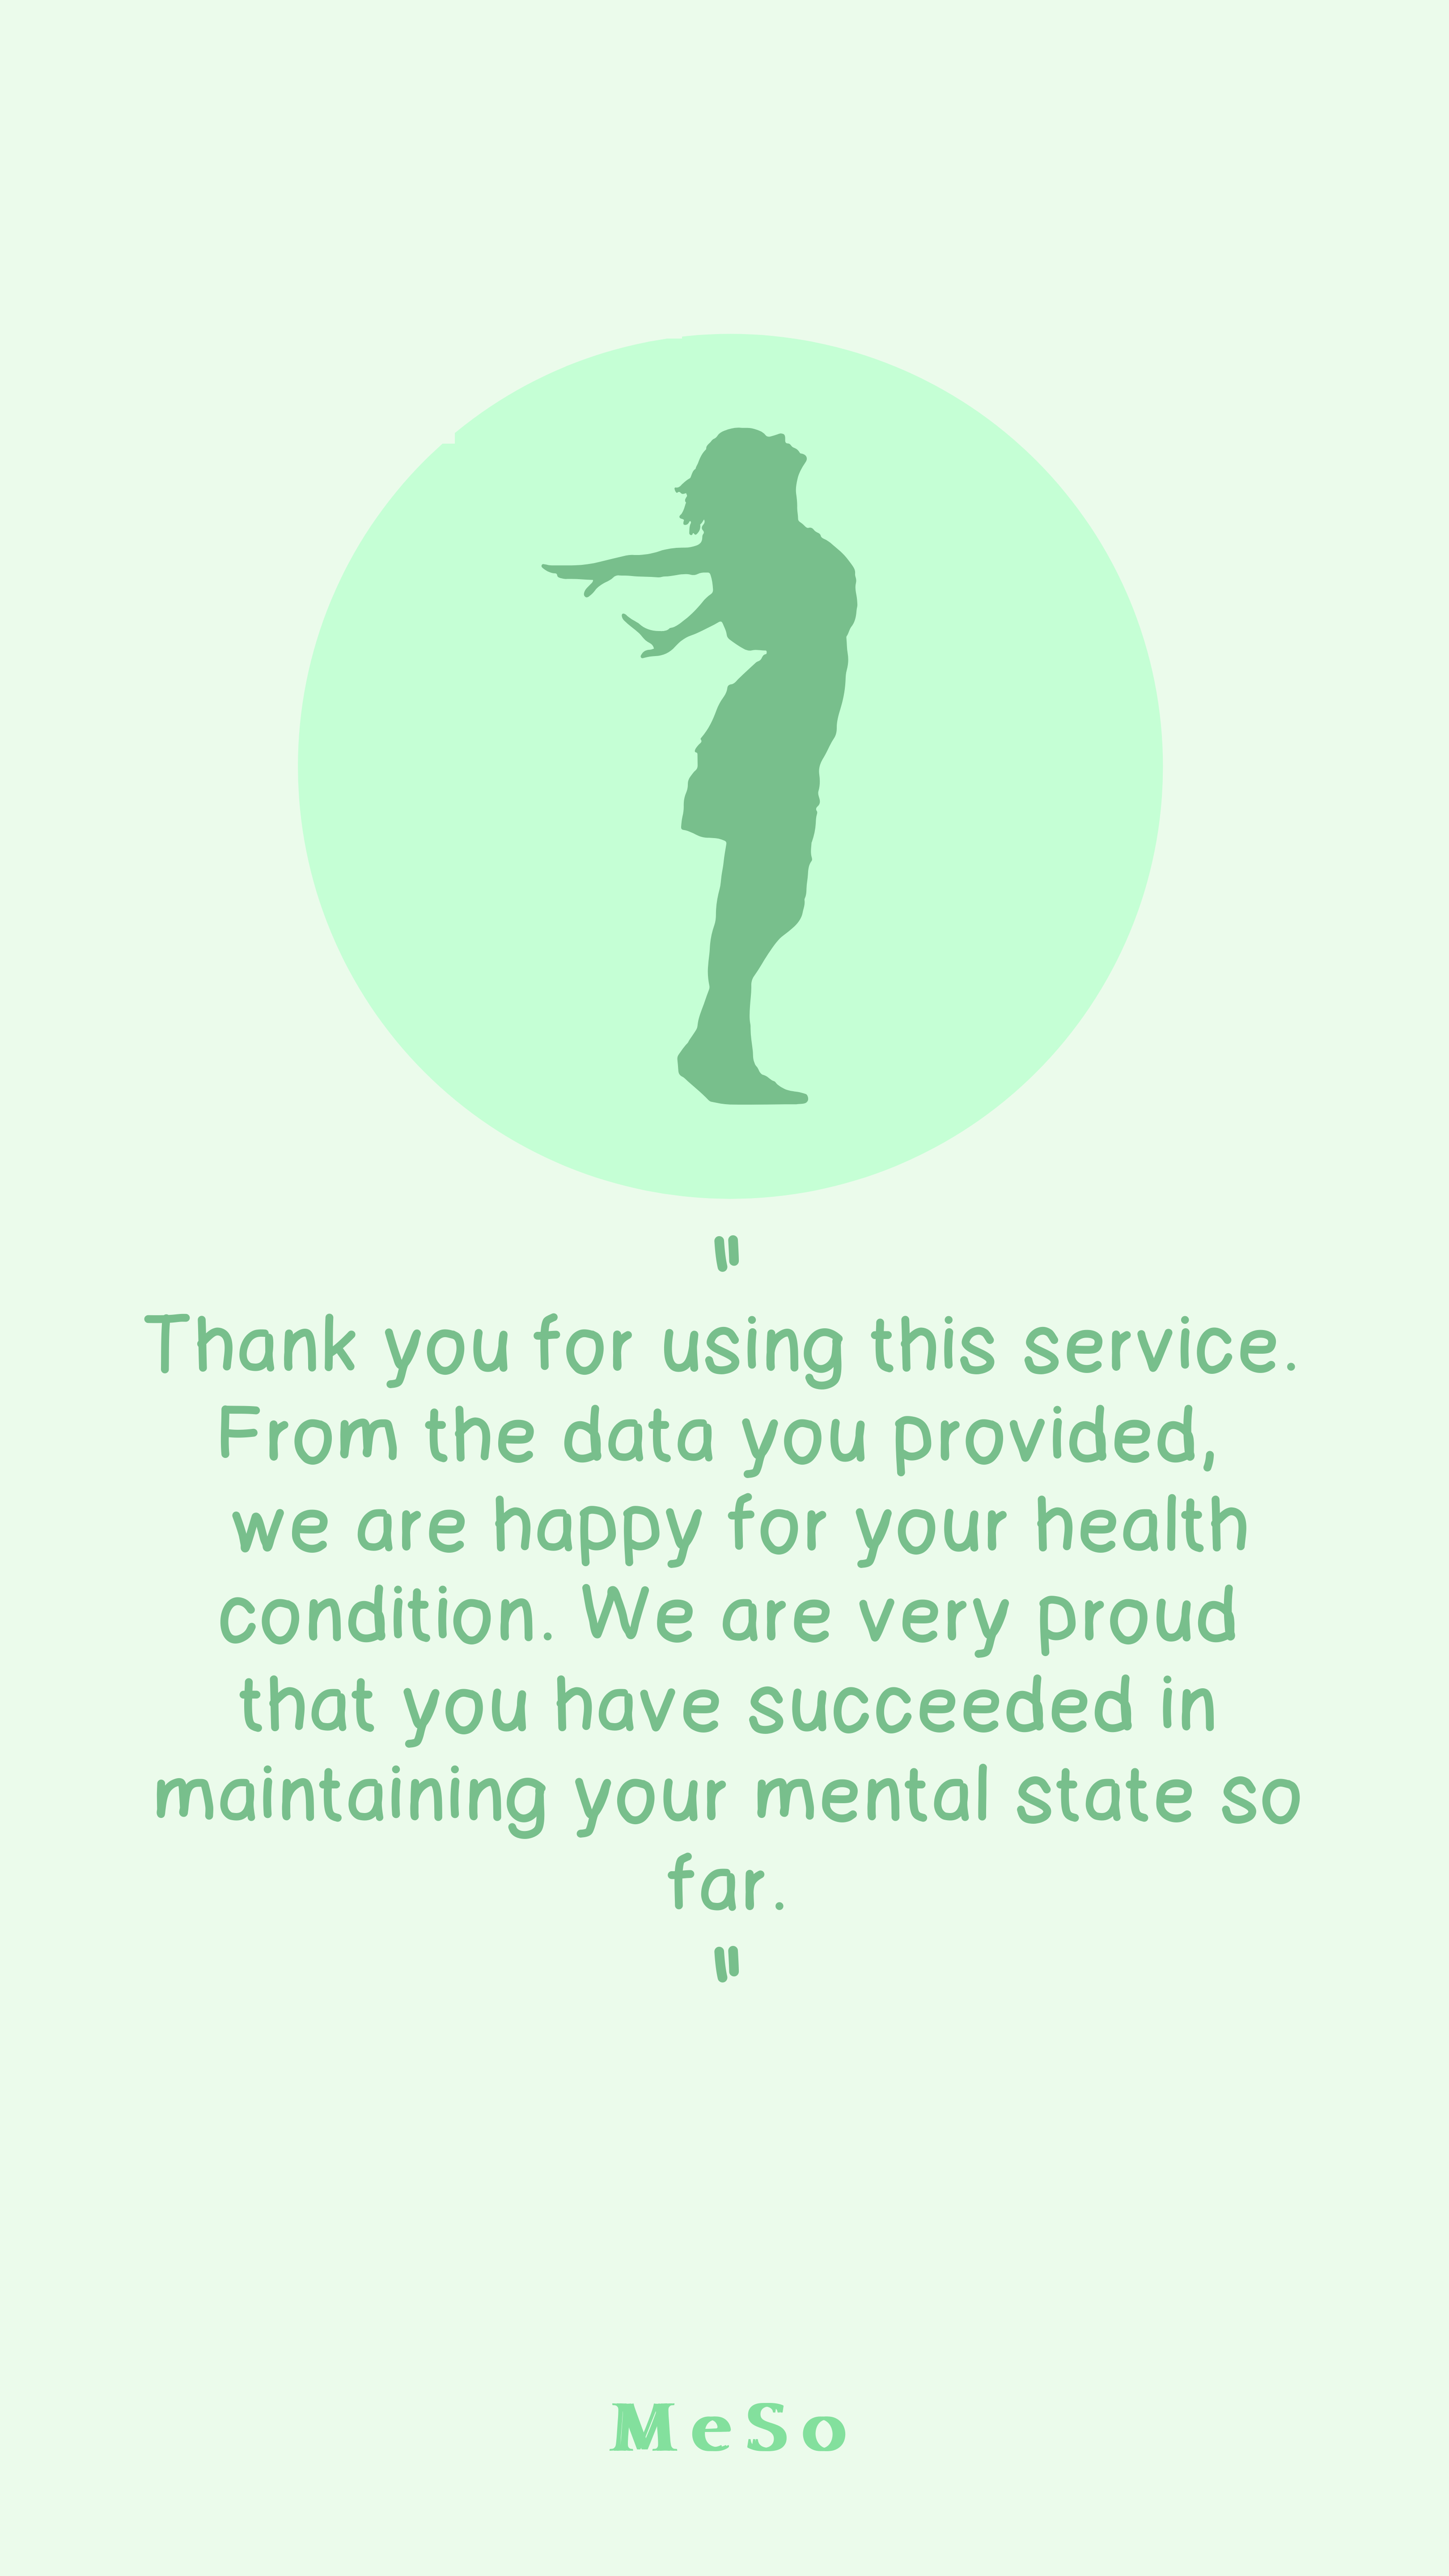 "
Thank you for using this service.
From the data you provided,
we are happy for your health
condition. We are very proud
that you have succeeded in
maintaining your mental state so
far.
"
MeSo